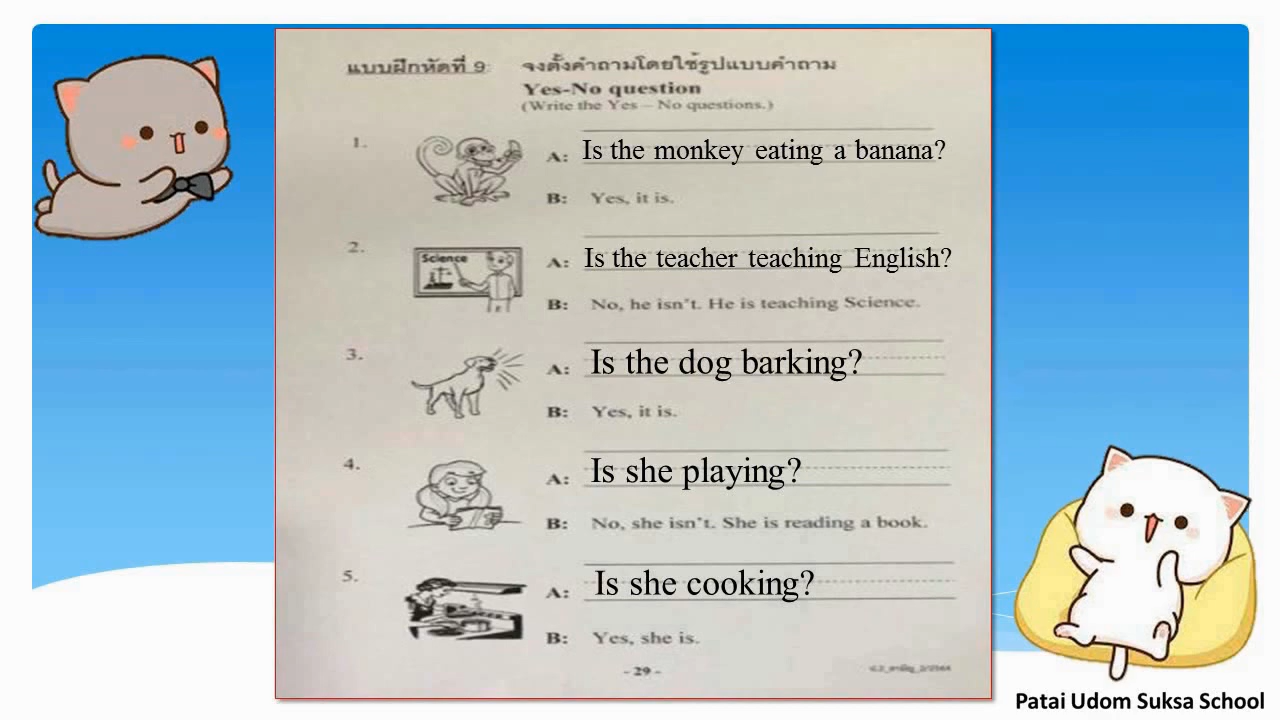 แบบฝึกหัดที่ 9: จงตั้งคำถามโดยใช้รูปแบบคำถาม
Yes-No question
(Write the Yes – No questions.)
1.
A: Is the monkey eating a banana?
B: Yes, it is.
2.
Science
A: Is the teacher teaching English?
B: No, he isn't. He is teaching Science.
3.
A: Is the dog barking?
B: Yes, it is.
4.
A: Is she playing?
B: No, she isn't. She is reading a book.
5.
A: Is she cooking?
B: Yes, she is.
- 29 -
Patai Udom Suksa School